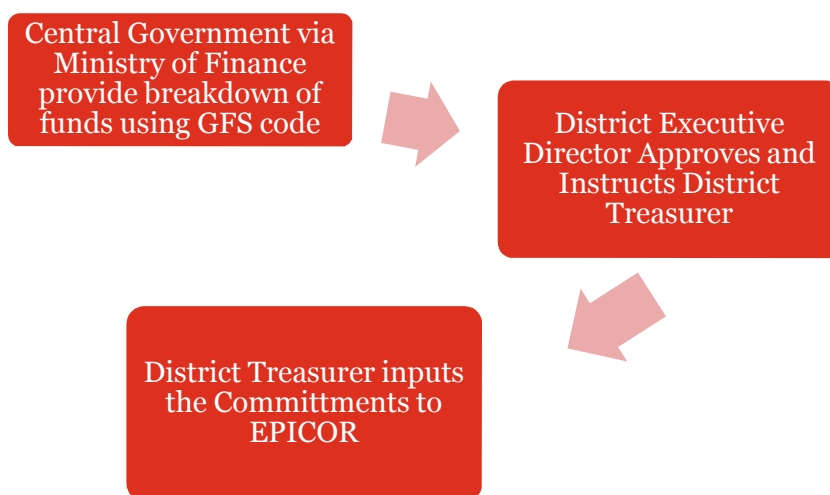 Central Government via
Ministry of Finance
provide breakdown of
funds using GFS code
District Executive
Director Approves and
Instructs District
Treasurer
District Treasurer inputs
the Committments to
EPICOR